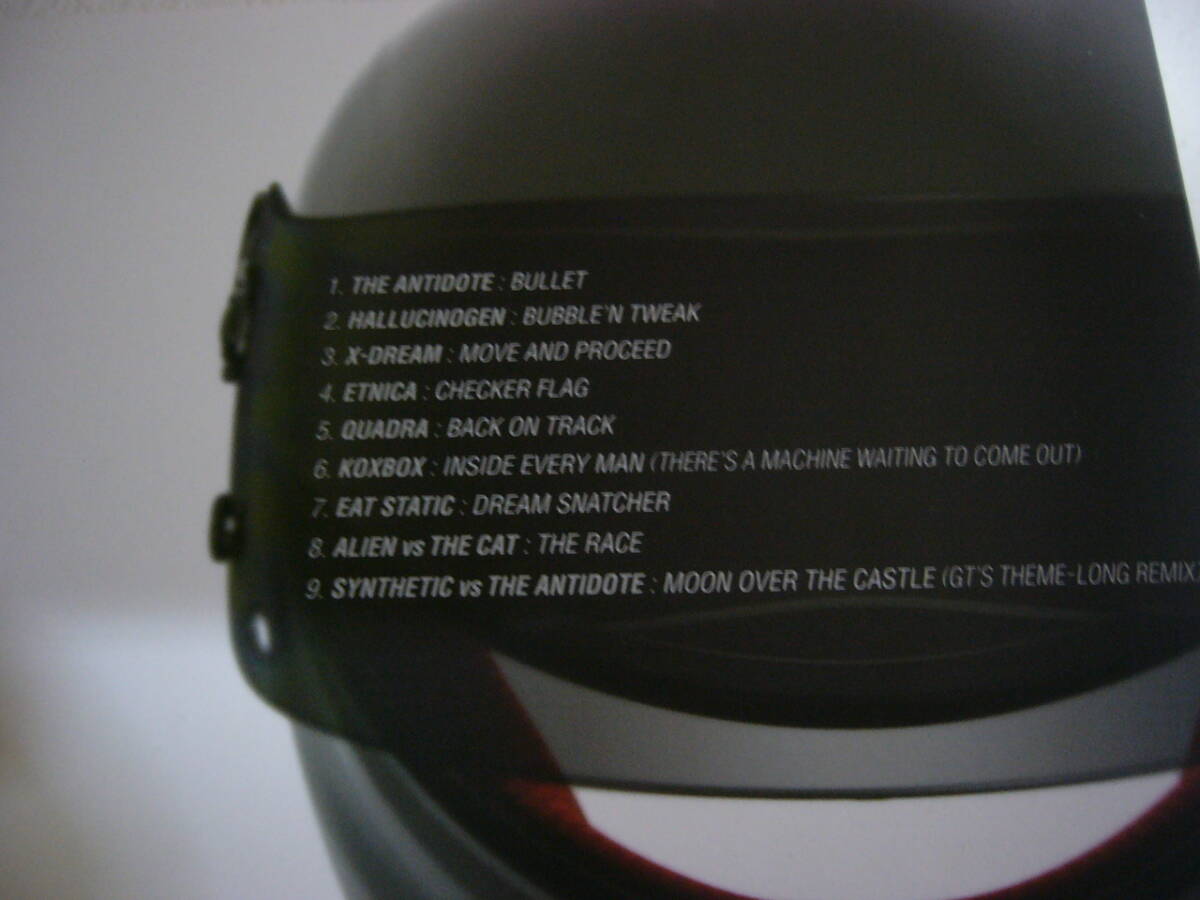 1. THE ANTIDOTE : BULLET
2. HALLUCINOGEN : BUBBLE'N TWEAK
3. X-DREAM : MOVE AND PROCEED
4. ETNICA : CHECKER FLAG
5. QUADRA : BACK ON TRACK
6. KOXBOX : INSIDE EVERY MAN (THERE'S A MACHINE WAITING TO COME OUT)
7. EAT STATIC : DREAM SNATCHER
8. ALIEN vs THE CAT : THE RACE
9. SYNTHETIC vs THE ANTIDOTE : MOON OVER THE CASTLE (GT'S THEME-LONG REMIX)